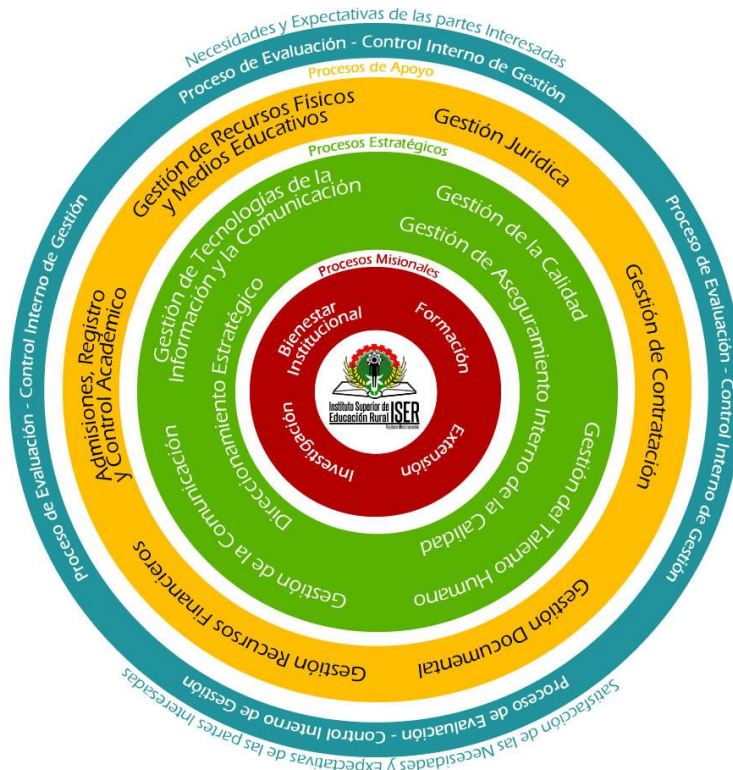 Necesidades y Expectativas de las partes Interesadas
Proceso de Evaluación - Control Interno de Gestión
Proceso de Evaluación - Control Interno de Gestión
Proceso de Evaluación - Control Interno de Gestión
Proceso de Evaluación - Control Interno de Gestión
Satisfacción de las Necesidades y Expectativas de las partes Interesadas
Procesos de Apoyo
Gestión de Recursos Físicos
y Medios Educativos
Gestión Jurídica
Gestión de Contratación
Gestión Documental
Gestión Recursos Financieros
Admisiones, Registro
y Control Académico
Procesos Estratégicos
Gestión de Tecnologías de la
Información y la Comunicación
Gestión de la Calidad
Gestión de Aseguramiento Interno de la Calidad
Gestión del Talento Humano
Gestión de la Comunicación
Direccionamiento Estratégico
Procesos Misionales
Bienestar
Institucional
Formación
Extensión
Investigación
Instituto Superior de
Educación Rural
ISER